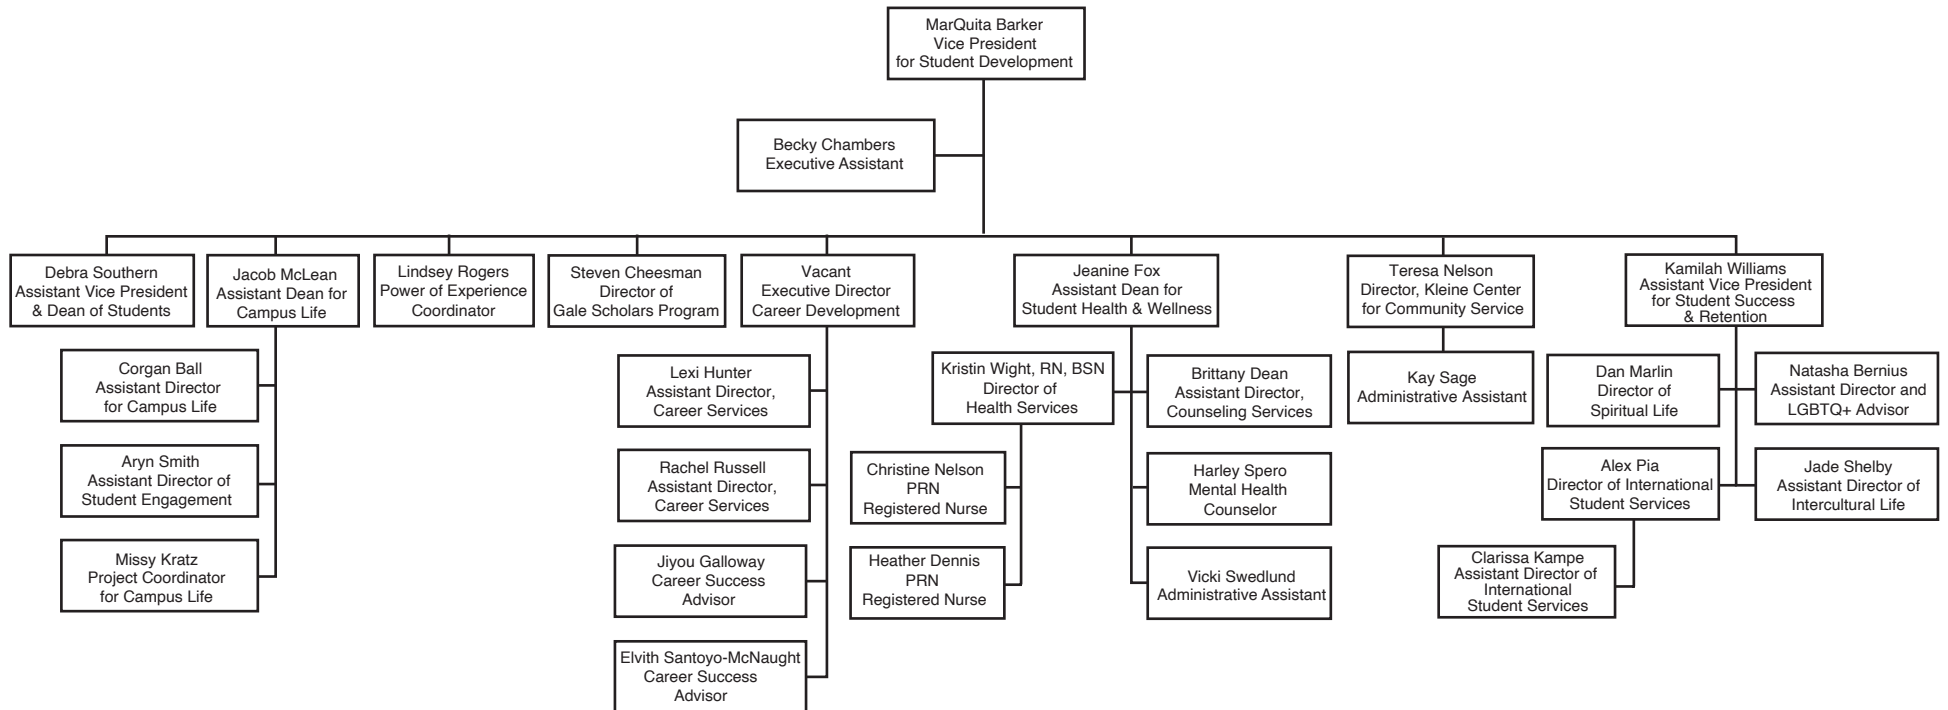 MarQuita Barker
Vice President
for Student Development
Becky Chambers
Executive Assistant
Debra Southern
Assistant Vice President
& Dean of Students
Jacob McLean
Assistant Dean for
Campus Life
Lindsey Rogers
Power of Experience
Coordinator
Steven Cheesman
Director of
Gale Scholars Program
Vacant
Executive Director
Career Development
Jeanine Fox
Assistant Dean for
Student Health & Wellness
Teresa Nelson
Director, Kleine Center
for Community Service
Kamilah Williams
Assistant Vice President
for Student Success
& Retention
Corgan Ball
Assistant Director
for Campus Life
Aryn Smith
Assistant Director of
Student Engagement
Missy Kratz
Project Coordinator
for Campus Life
Lexi Hunter
Assistant Director,
Career Services
Rachel Russell
Assistant Director,
Career Services
Jiyou Galloway
Career Success
Advisor
Elvith Santoyo-McNaught
Career Success
Advisor
Kristin Wight, RN, BSN
Director of
Health Services
Christine Nelson
PRN
Registered Nurse
Heather Dennis
PRN
Registered Nurse
Brittany Dean
Assistant Director,
Counseling Services
Harley Spero
Mental Health
Counselor
Vicki Swedlund
Administrative Assistant
Kay Sage
Administrative Assistant
Dan Marlin
Director of
Spiritual Life
Natasha Bernius
Assistant Director and
LGBTQ+ Advisor
Alex Pia
Director of International
Student Services
Jade Shelby
Assistant Director of
Intercultural Life
Clarissa Kampe
Assistant Director of
International
Student Services